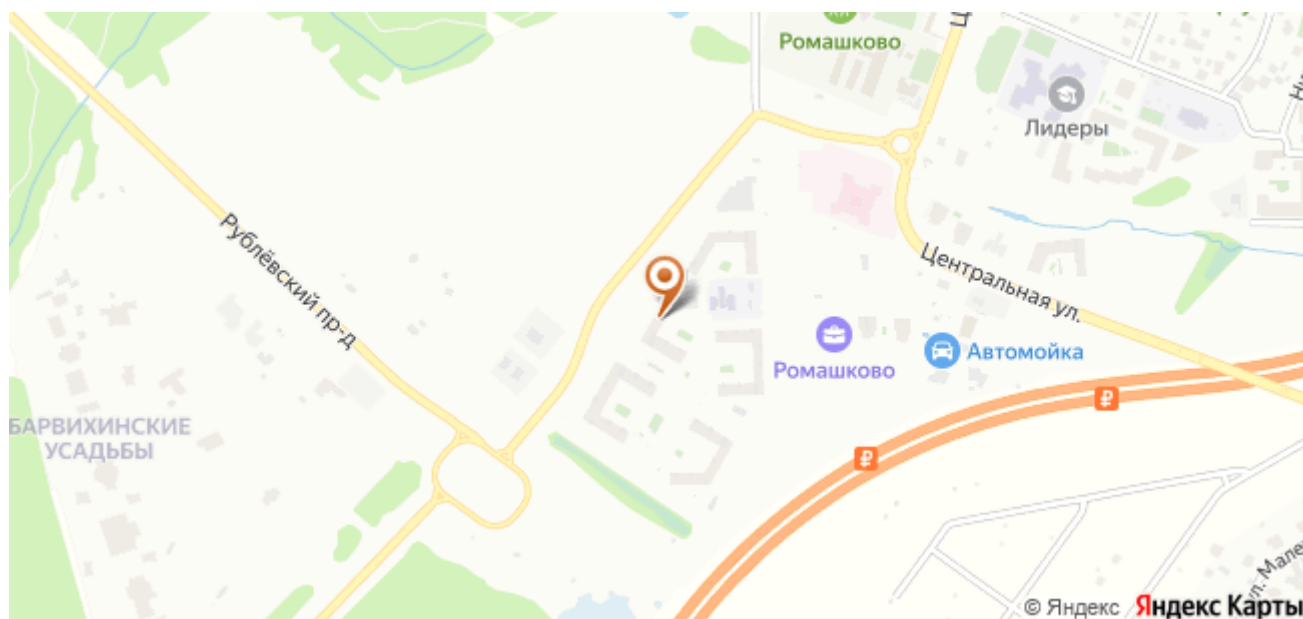 Ромашково
Лидеры
Рублёвский пр-д
Центральная ул.
Ромашково
Автомойка
БАРВИХИНСКИЕ
УСАДЬБЫ
₽
₽
© Яндекс Яндекс Карты